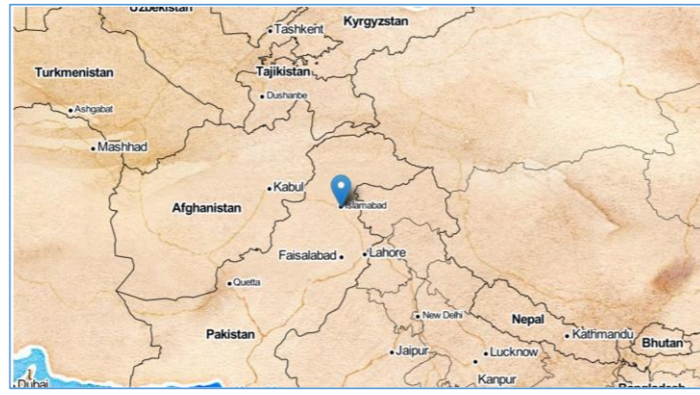 Uzbekistan
Tashkent
Kyrgyzstan
Turkmenistan
Tajikistan
Dushanbe
Ashgabat
Mashhad
Kabul
Afghanistan
Islamabad
Faisalabad
Lahore
Quetta
New Delhi
Nepal
Pakistan
Kathmandu
Bhutan
Jaipur
Lucknow
Kanpur
Dubai
Bangladesh